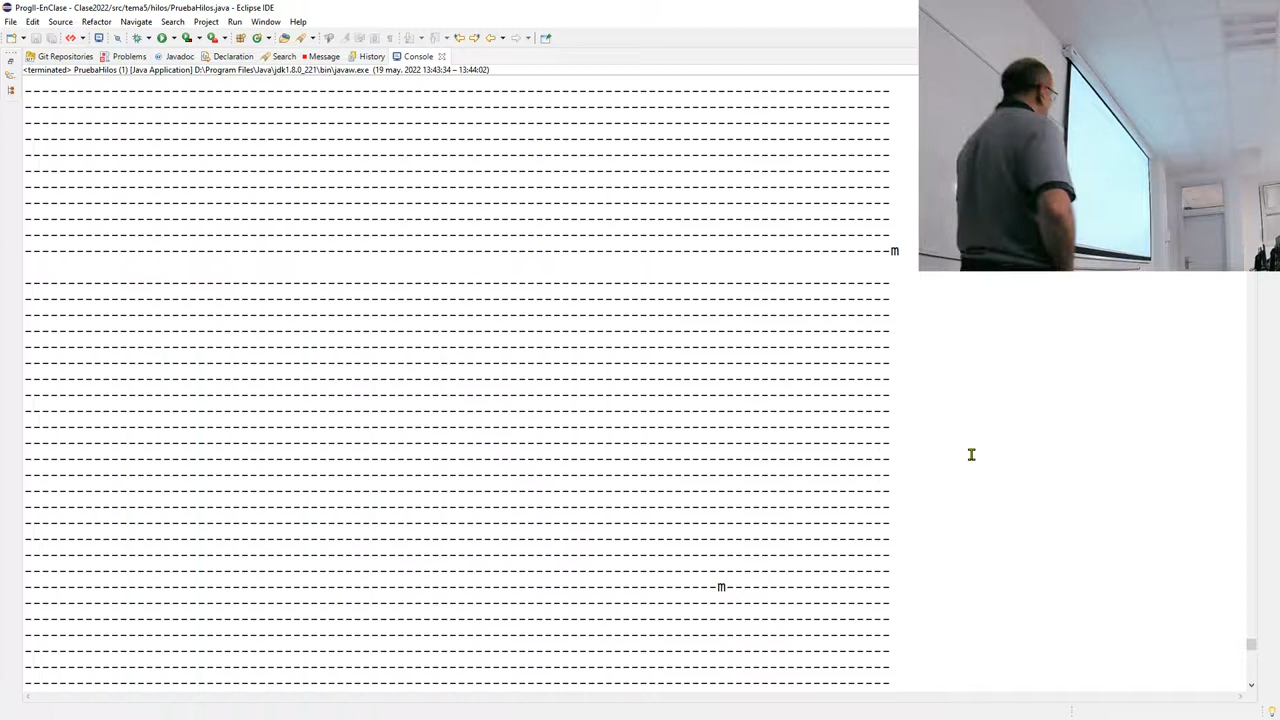 ProgII-EnClase - Clase2022/src/tema5/hilos/PruebaHilos.java - Eclipse IDE
File Edit Source Refactor Navigate Search Project Run Window Help
Git Repositories Problems Javadoc Declaration Search Message History Console
<terminated> PruebaHilos (1) [Java Application] D:\Program Files\Java\jdk1.8.0_221\bin\javaw.exe (19 may. 2022 13:43:34 – 13:44:02)
-m
-m-